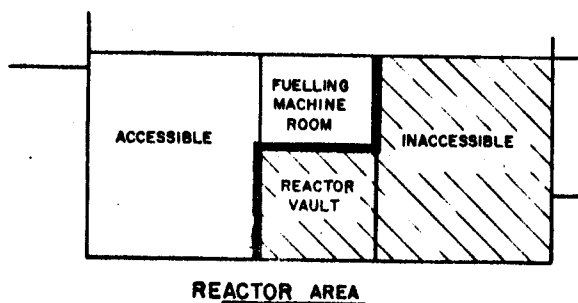 FUELLING
MACHINE
ROOM
ACCESSIBLE
INACCESSIBLE
REACTOR
VAULT
REACTOR AREA